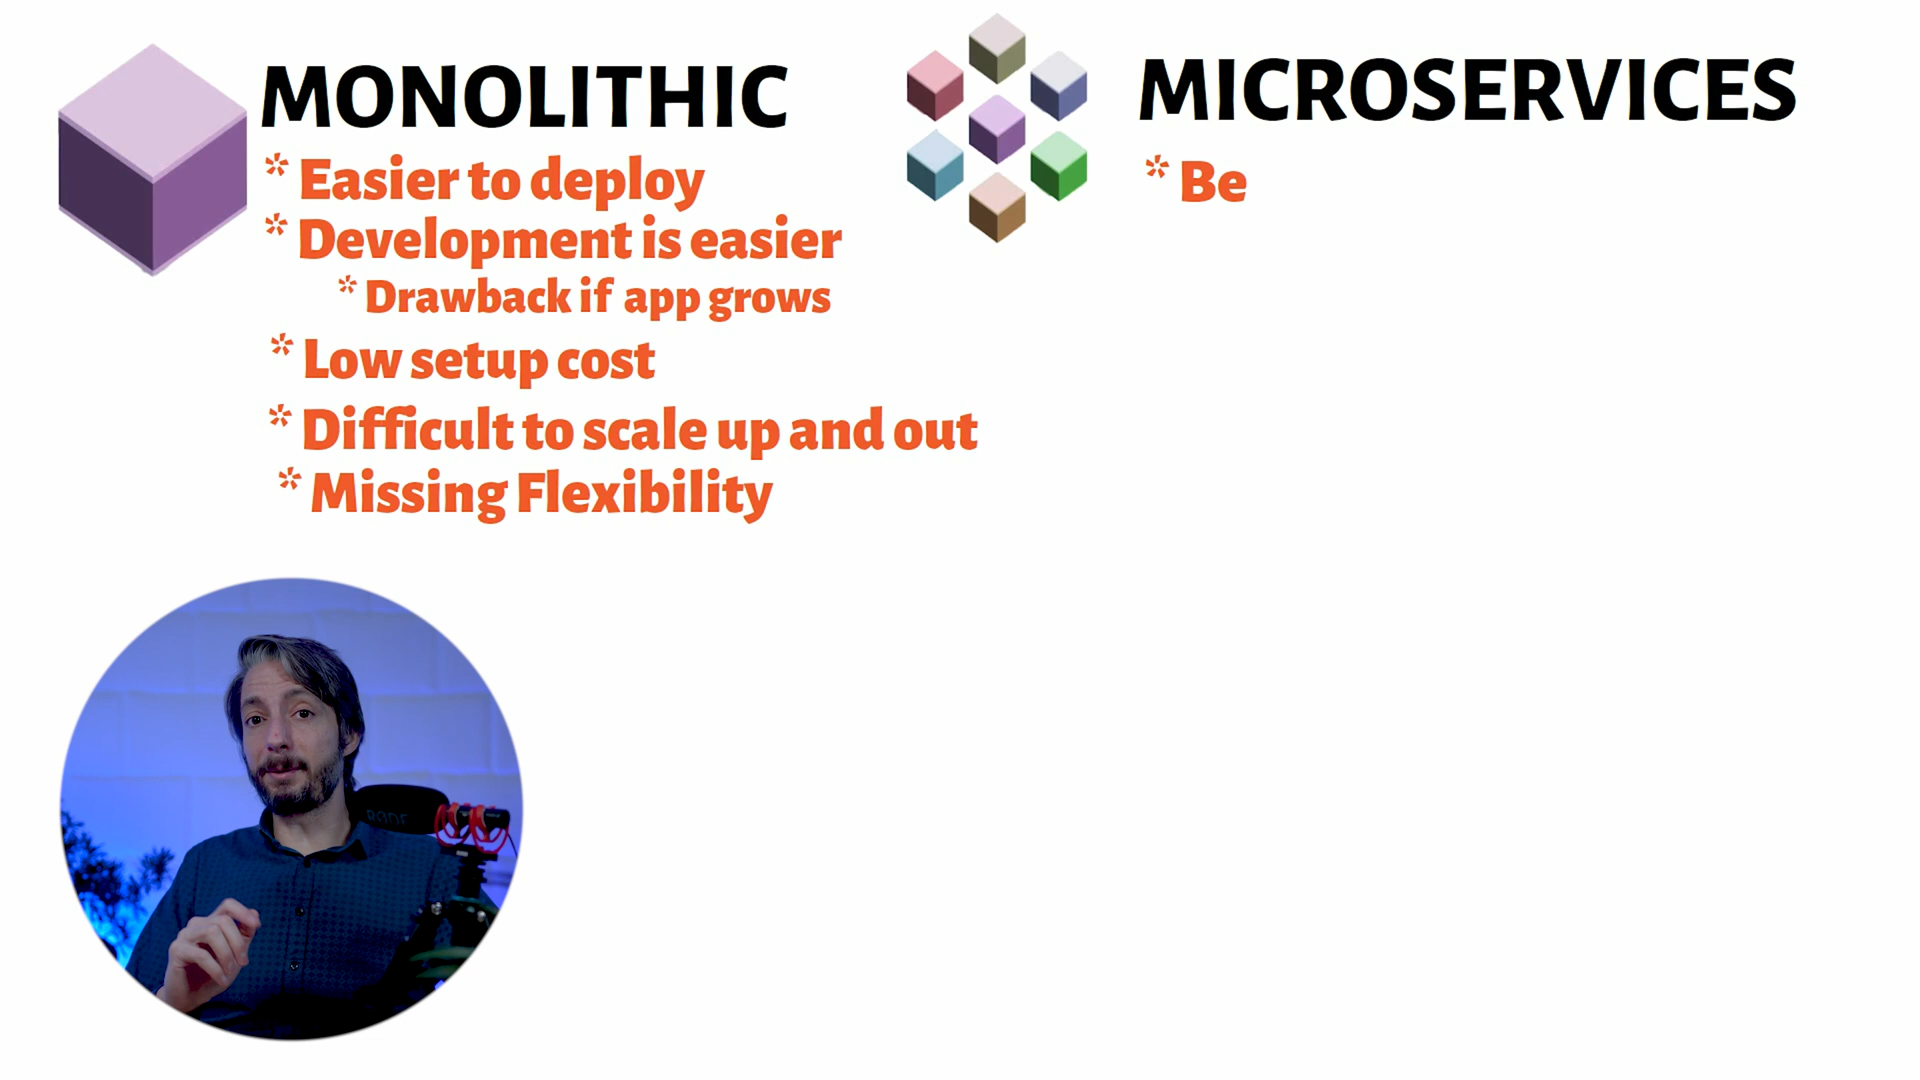 MONOLITHIC
* Easier to deploy
* Development is easier
* Drawback if app grows
* Low setup cost
* Difficult to scale up and out
* Missing Flexibility
MICROSERVICES
* Be
RODE